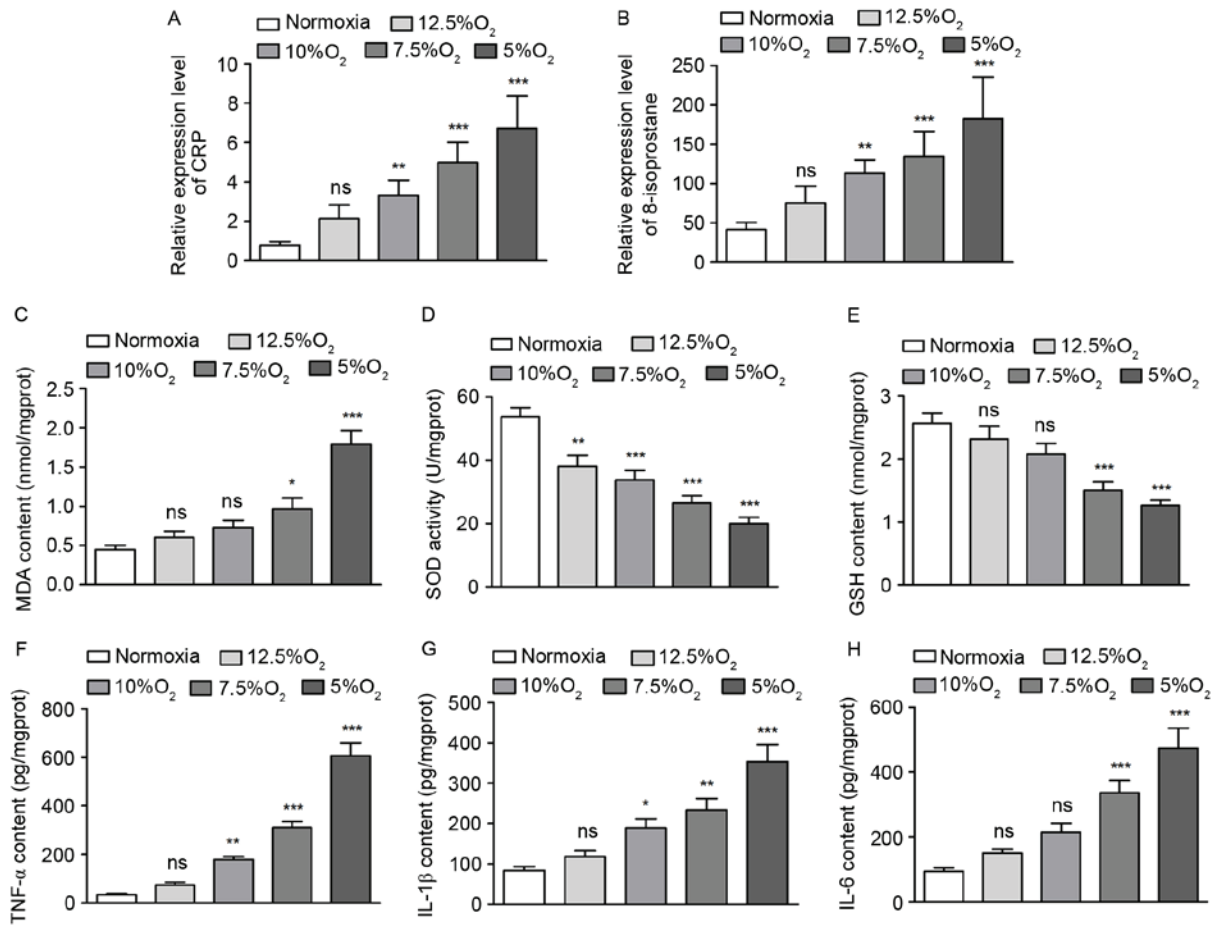 A
Normoxia 12.5%O2
10%O2 7.5%O2 5%O2
Relative expression level
of CRP
10
8
6
4
2
0
ns
**
***
***
B
Normoxia 12.5%O2
10%O2 7.5%O2 5%O2
Relative expression level
of 8-isoprostane
250
200
150
100
50
0
ns
**
***
***
C
Normoxia 12.5%O2
10%O2 7.5%O2 5%O2
MDA content (nmol/mgprot)
2.5
2.0
1.5
1.0
0.5
0.0
ns
ns
*
***
D
Normoxia 12.5%O2
10%O2 7.5%O2 5%O2
SOD activity (U/mgprot)
60
40
20
0
**
***
***
***
E
Normoxia 12.5%O2
10%O2 7.5%O2 5%O2
GSH content (nmol/mgprot)
3
2
1
0
ns
ns
***
***
F
Normoxia 12.5%O2
10%O2 7.5%O2 5%O2
TNF-α content (pg/mgprot)
800
600
400
200
0
ns
**
***
***
G
Normoxia 12.5%O2
10%O2 7.5%O2 5%O2
IL-1β content (pg/mgprot)
500
400
300
200
100
0
ns
*
**
***
H
Normoxia 12.5%O2
10%O2 7.5%O2 5%O2
IL-6 content (pg/mgprot)
600
400
200
0
ns
ns
***
***